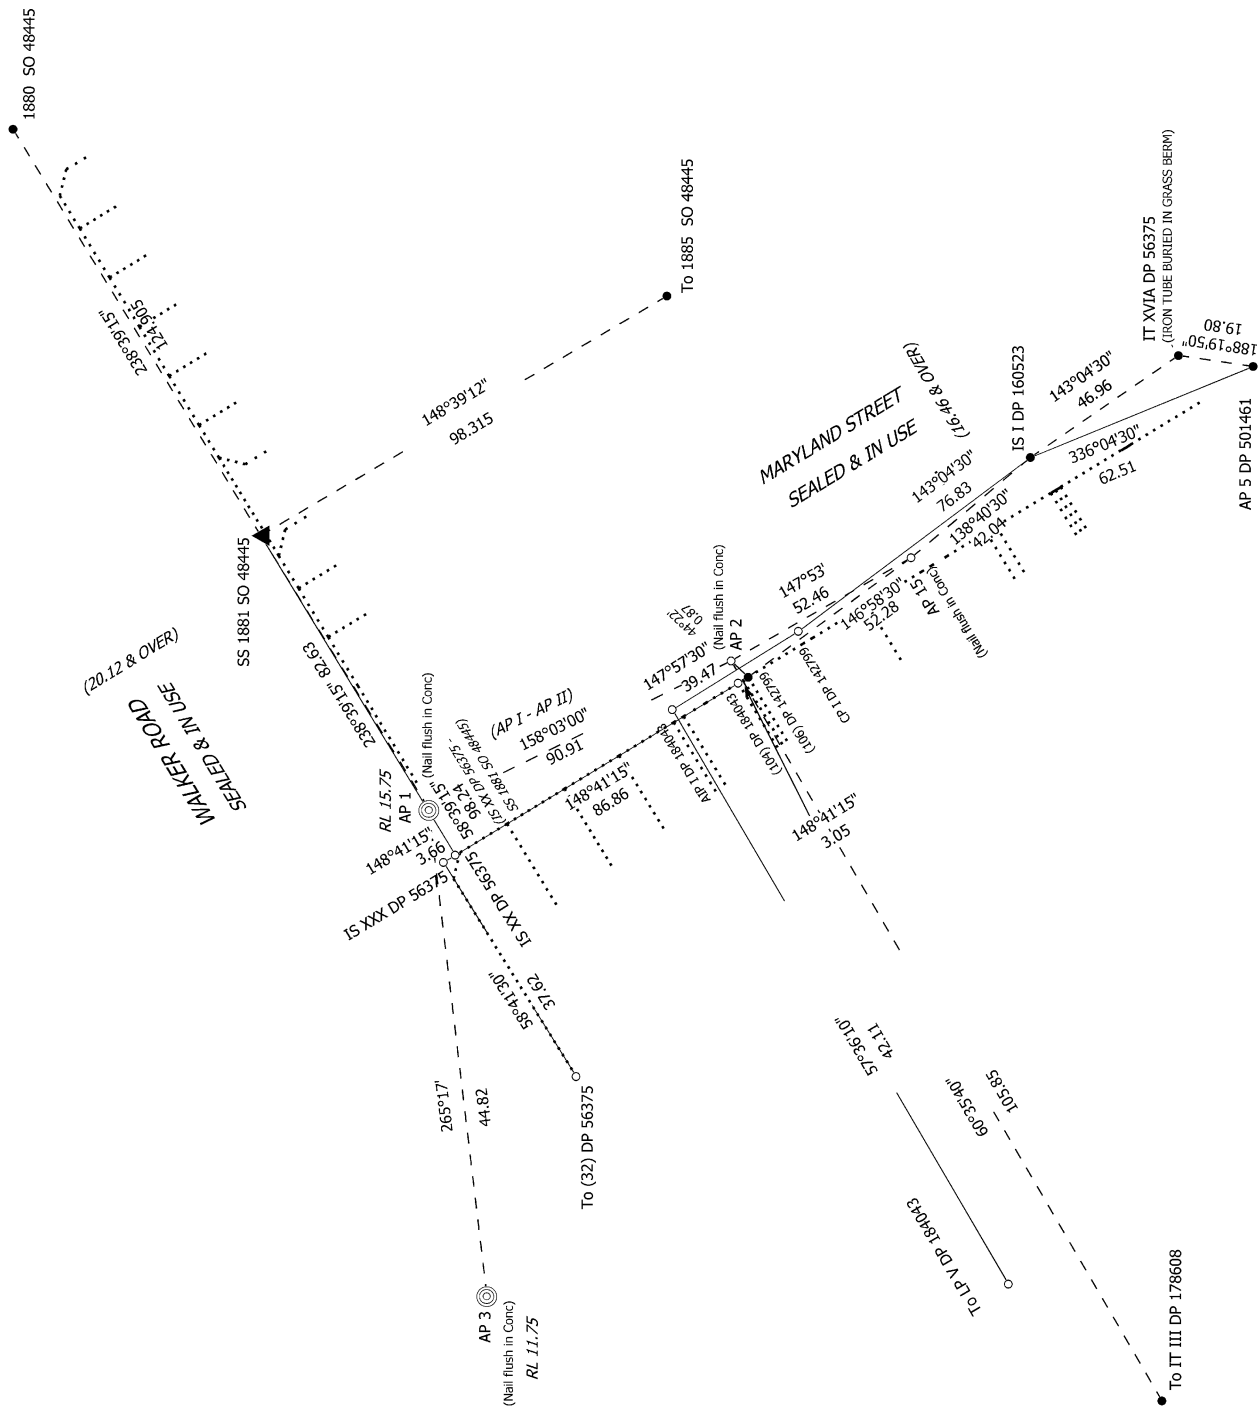 1880 SO 48445
238°39'15"
124.905
To 1885 SO 48445
148°39'12"
98.315
SS 1881 SO 48445
(20.12 & OVER)
WALKER ROAD
SEALED & IN USE
238°39'15" 82.63
RL 15.75
AP 1
(Nail flush in Conc)
148°41'15"
3.66
58°39'15"
98.24
(IS XX DP 56375 -
SS 1881 SO 48445)
(AP I - AP II)
158°03'00"
90.91
148°41'15"
86.86
IS XXX DP 56375
IS XX DP 56375
58°41'30"
37.62
To (32) DP 56375
265°17'
44.82
AP 3
(Nail flush in Conc)
RL 11.75
147°57'30"
39.47
44°22'
0.87
(Nail flush in Conc)
AP 2
AIP I DP 184043
(104) DP 184043
(106) DP 142799
CP I DP 142799
148°41'15"
3.05
MARYLAND STREET
SEALED & IN USE
(16.46 & OVER)
147°53'
52.46
146°58'30"
52.28
AP 15
(Nail flush in Conc)
143°04'30"
76.83
138°40'30"
42.04
IS I DP 160523
143°04'30"
46.96
336°04'30"
62.51
IT XVIA DP 56375
(IRON TUBE BURIED IN GRASS BERM)
188°19'50"
19.80
AP 5 DP 501461
57°36'10"
42.11
60°35'40"
105.85
To LP V DP 184043
To IT III DP 178608